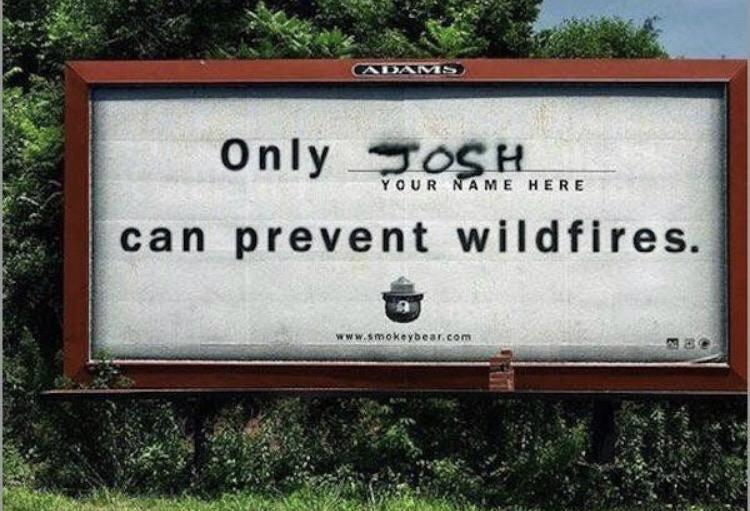 ADAMS
Only JOSH
YOUR NAME HERE
can prevent wildfires.
www.smokeybear.com